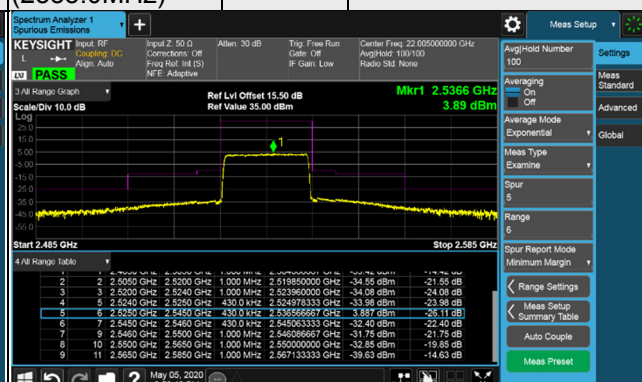 Spectrum Analyzer 1
Spurious Emissions
Meas Setup
KEYSIGHT Input: RF Input Z: 50 Ω Atten: 30 dB Trig: Free Run Center Freq: 22.005000000 GHz
L Coupling: DC Corrections: Off Gate: Off Avg|Hold: 100/100
Align: Auto Freq Ref: Int (S) IF Gain: Low Radio Std: None
LXI PASS NFE: Adaptive
3 All Range Graph Ref Lvl Offset 15.50 dB Mkr1 2.5366 GHz
Scale/Div 10.0 dB Ref Value 35.00 dBm 3.89 dBm
Log
25.0
15.0
5.00
-5.00
-15.0
-25.0
-35.0
-45.0
-55.0
1
Start 2.485 GHz Stop 2.585 GHz
4 All Range Table
2 2 2.5050 GHz 2.5200 GHz 1.000 MHz 2.519850000 GHz -34.55 dBm -21.55 dB
3 4 2.5200 GHz 2.5240 GHz 1.000 MHz 2.523960000 GHz -34.08 dBm -24.08 dB
4 5 2.5240 GHz 2.5250 GHz 430.0 kHz 2.524978333 GHz -33.98 dBm -23.98 dB
5 6 2.5250 GHz 2.5450 GHz 430.0 kHz 2.536566667 GHz 3.887 dBm -26.11 dB
6 7 2.5450 GHz 2.5460 GHz 430.0 kHz 2.545063333 GHz -32.40 dBm -22.40 dB
7 9 2.5460 GHz 2.5500 GHz 1.000 MHz 2.546086667 GHz -31.75 dBm -21.75 dB
8 10 2.5500 GHz 2.5650 GHz 1.000 MHz 2.550000000 GHz -32.85 dBm -19.85 dB
9 11 2.5650 GHz 2.5850 GHz 1.000 MHz 2.567133333 GHz -39.63 dBm -14.63 dB
May 05, 2020
Avg|Hold Number
100
Averaging
On
Off
Average Mode
Exponential
Meas Type
Examine
Spur
5
Range
6
Spur Report Mode
Minimum Margin
Range Settings
Meas Setup
Summary Table
Auto Couple
Meas Preset
Settings
Meas
Standard
Advanced
Global